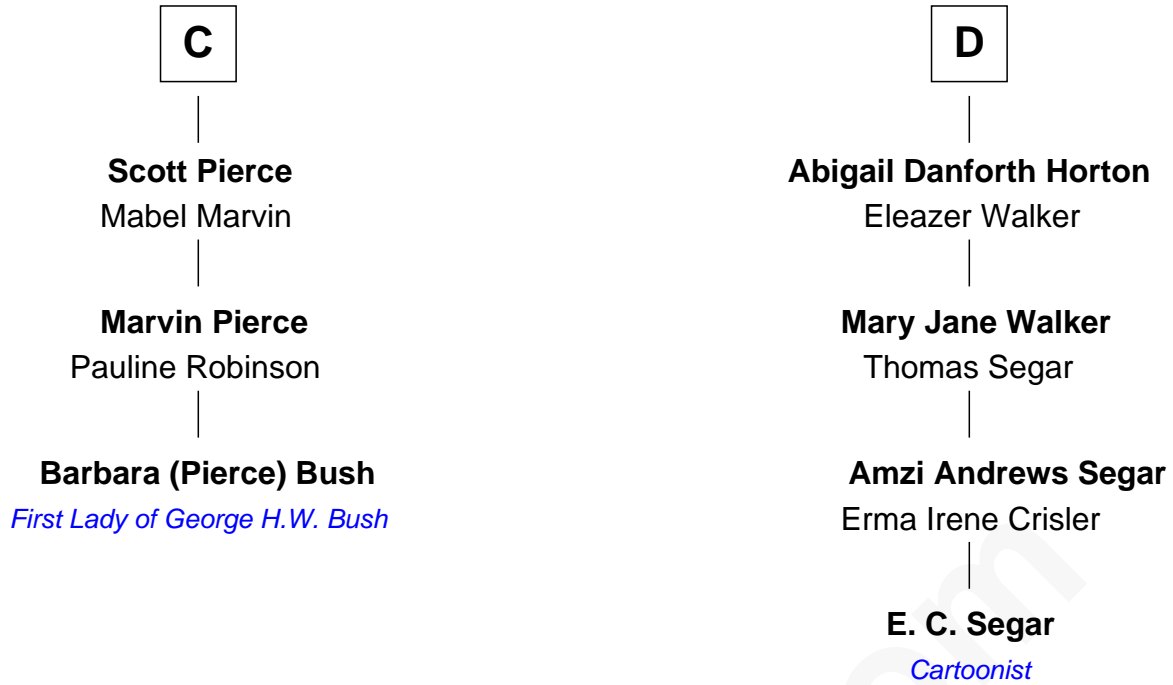 C
Scott Pierce
Mabel Marvin
Marvin Pierce
Pauline Robinson
Barbara (Pierce) Bush
First Lady of George H.W. Bush
D
Abigail Danforth Horton
Eleazer Walker
Mary Jane Walker
Thomas Segar
Amzi Andrews Segar
Erma Irene Crisler
E. C. Segar
Cartoonist